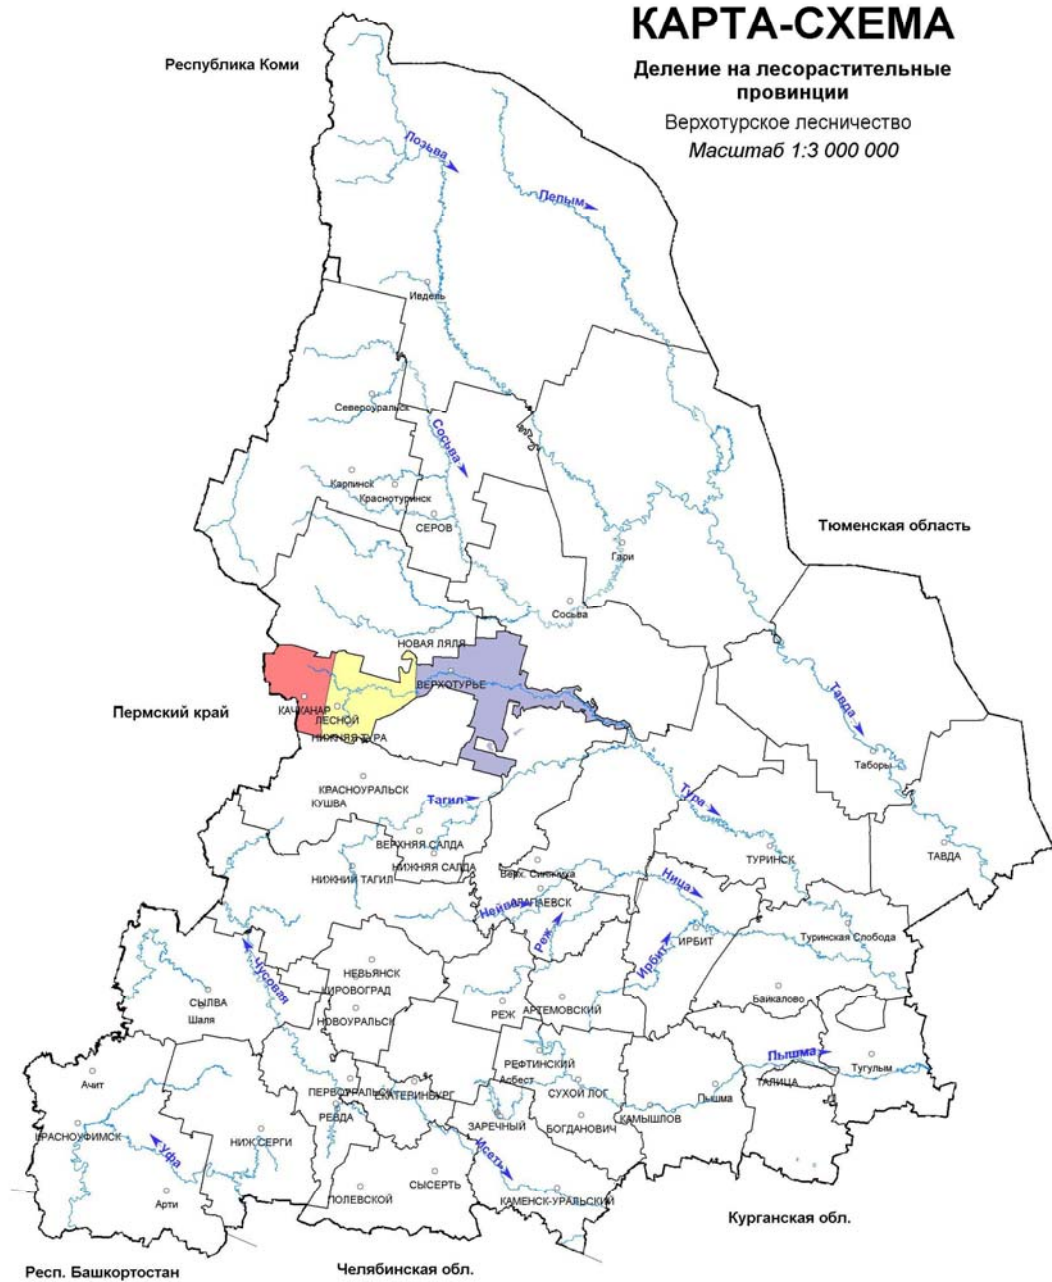 КАРТА-СХЕМА
Деление на лесорастительные
провинции
Верхотурское лесничество
Масштаб 1:3 000 000
Республика Коми
Лозьва
Пелым
Ивдель
Североуральск
Сосьва
Карпинск
Краснотуринск
СЕРОВ
Тюменская область
Гари
Сосьва
НОВАЯ ЛЯЛЯ
ВЕРХОТУРЬЕ
Пермский край
КАЧКАНАР
ЛЕСНОЙ
НИЖНЯЯ ТУРА
Тавда
Таборы
КРАСНОУРАЛЬСК
КУШВА
Тагил
Тура
ВЕРХНЯЯ САЛДА
НИЖНЯЯ САЛДА
НИЖНИЙ ТАГИЛ
Верх. Синячиха
ТУРИНСК
ТАВДА
Ница
Нейва
АЛАПАЕВСК
Реж
ИРБИТ
Ирбит
Туринская Слобода
Чусовая
НЕВЬЯНСК
КИРОВОГРАД
СЫЛВА
Шаля
НОВОУРАЛЬСК
РЕЖ
АРТЕМОВСКИЙ
Байкалово
РЕФТИНСКИЙ
Асбест
Пышма
Тугулым
ТАЛИЦА
Ачит
ПЕРВОУРАЛЬСК
ЕКАТЕРИНБУРГ
СУХОЙ ЛОГ
Пышма
РЕВДА
ЗАРЕЧНЫЙ
БОГДАНОВИЧ
КАМЫШЛОВ
КРАСНОУФИМСК
НИЖ.СЕРГИ
Уфа
Исеть
СЫСЕРТЬ
ПОЛЕВСКОЙ
КАМЕНСК-УРАЛЬСКИЙ
Арти
Курганская обл.
Челябинская обл.
Респ. Башкортостан